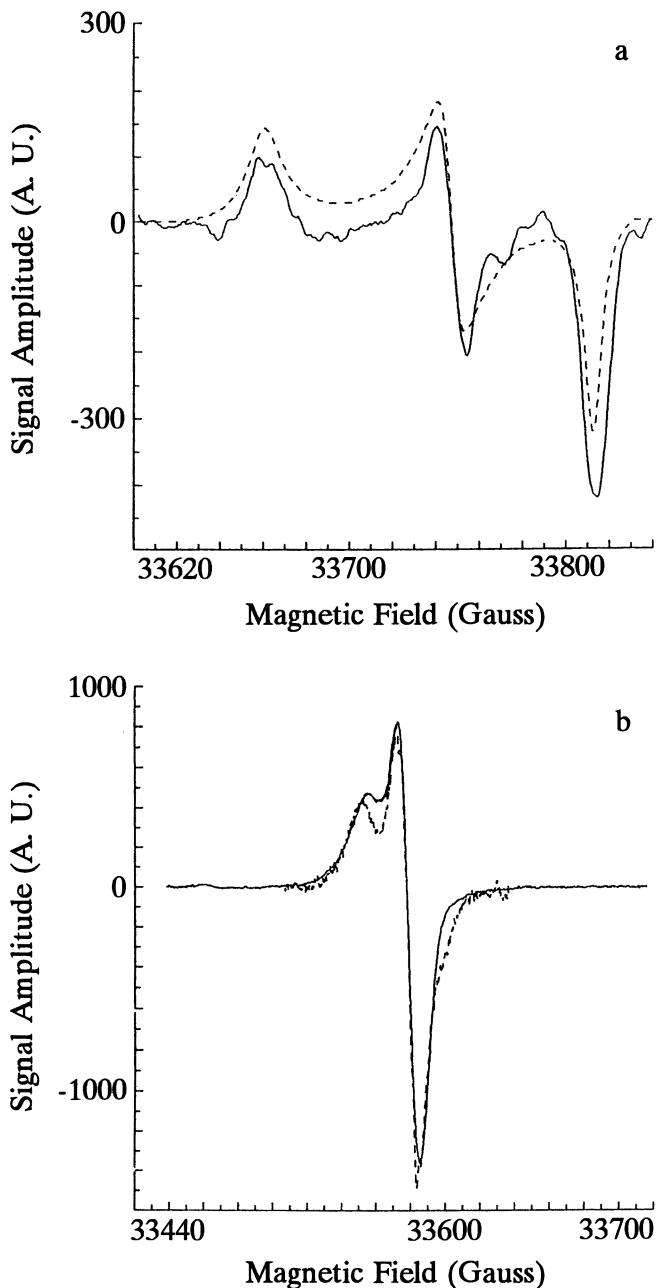 300
a
Signal Amplitude (A. U.)
0
-300
33620 33700 33800
Magnetic Field (Gauss)
1000
b
Signal Amplitude (A. U.)
0
-1000
33440 33600 33700
Magnetic Field (Gauss)